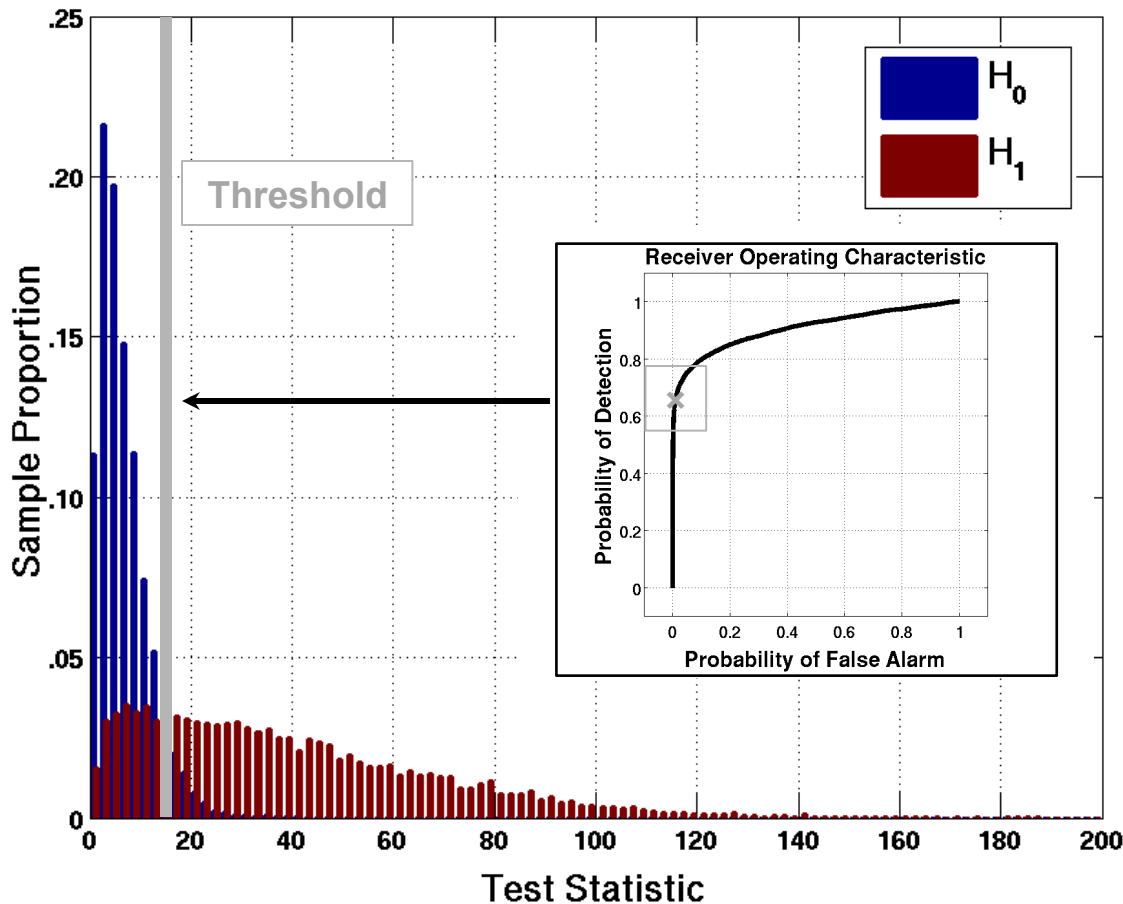 .25
.20
.15
.10
.05
0
Sample Proportion
Threshold
H0
H1
Receiver Operating Characteristic
1
0.8
0.6
0.4
0.2
0
Probability of Detection
0 0.2 0.4 0.6 0.8 1
Probability of False Alarm
0 20 40 60 80 100 120 140 160 180 200
Test Statistic